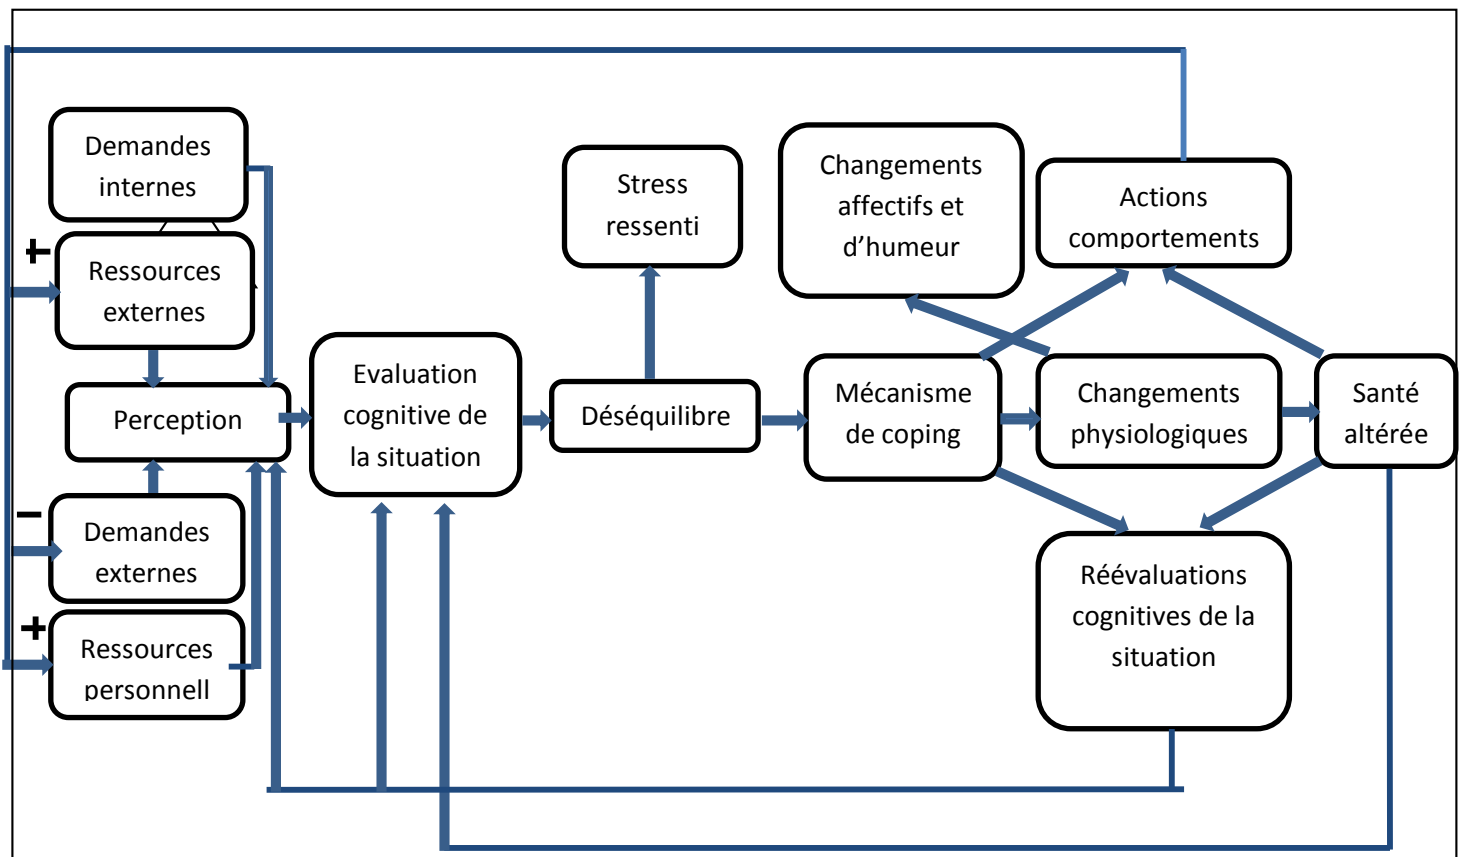 Demandes
internes
+
Ressources
externes
Perception
–
Demandes
externes
+
Ressources
personnell
Evaluation
cognitive de
la situation
Stress
ressenti
Déséquilibre
Changements
affectifs et
d’humeur
Actions
comportements
Mécanisme
de coping
Changements
physiologiques
Santé
altérée
Réévaluations
cognitives de la
situation